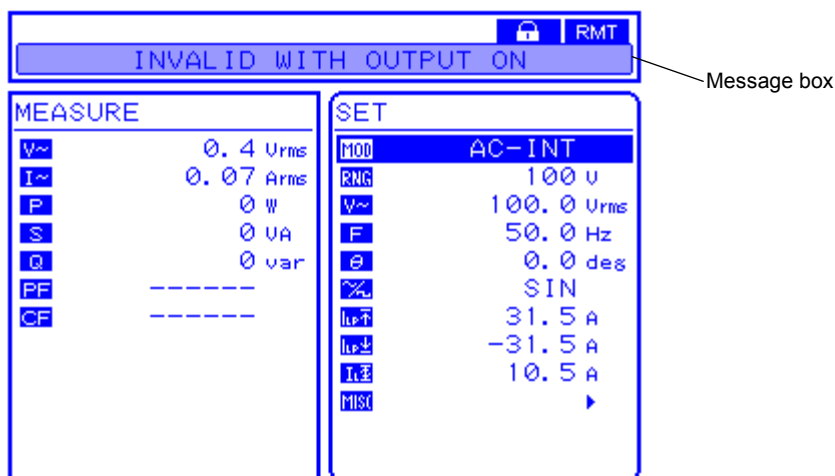 RMT
INVALID WITH OUTPUT ON
Message box
MEASURE
V~ 0.4 Vrms
I~ 0.07 Arms
P 0 W
S 0 VA
Q 0 var
PF ------
CF ------
SET
MOD AC-INT
RNG 100 V
V~ 100.0 Vrms
F 50.0 Hz
θ 0.0 deg
SIN
31.5 A
-31.5 A
10.5 A
MISC